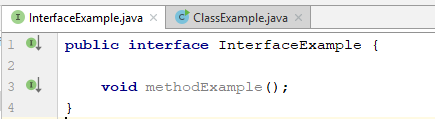 InterfaceExample.java ClassExample.java
1 public interface InterfaceExample {
2
3 void methodExample();
4 }